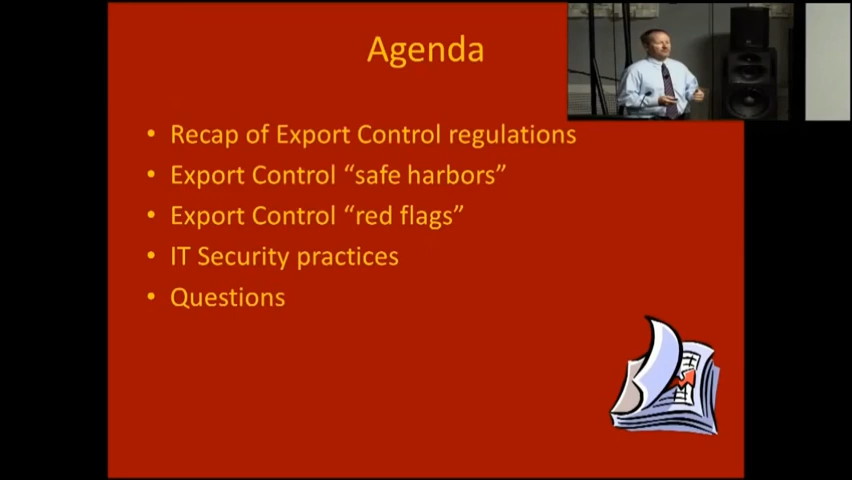 Agenda
• Recap of Export Control regulations
• Export Control “safe harbors”
• Export Control “red flags”
• IT Security practices
• Questions